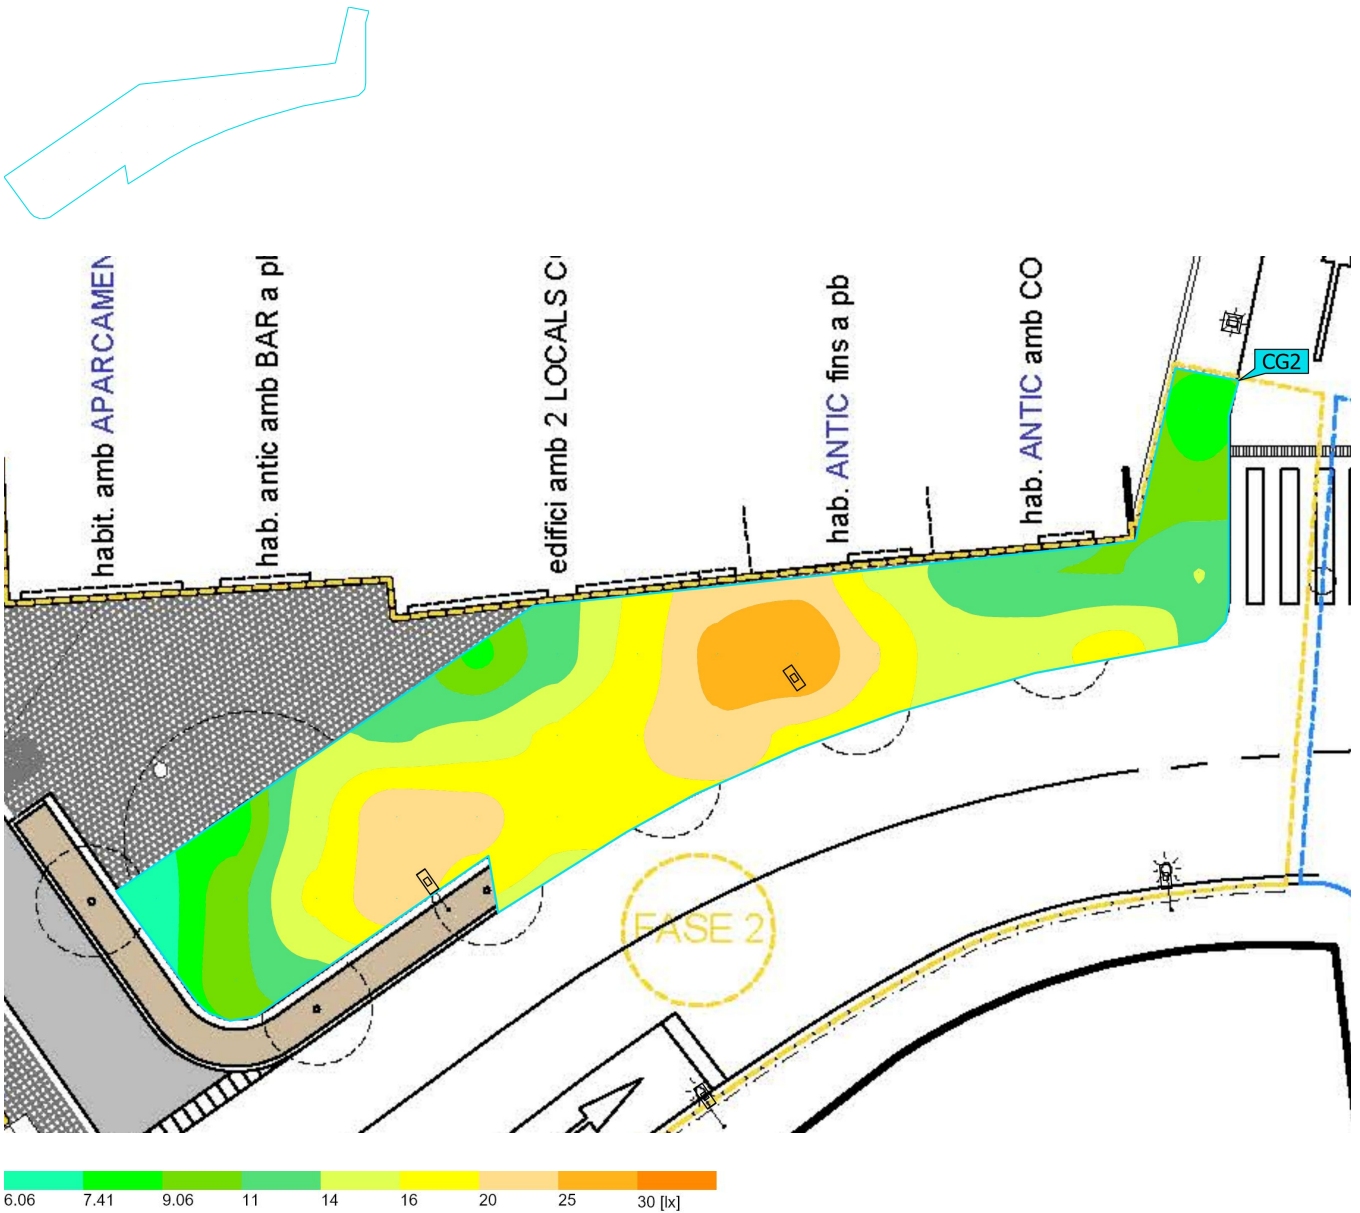 habit. amb APARCAMEN
hab. antic amb BAR a pl
edifici amb 2 LOCALS C
hab. ANTIC fins a pb
hab. ANTIC amb CO
CG2
FASE 2
6.06 7.41 9.06 11 14 16 20 25 30 [lx]